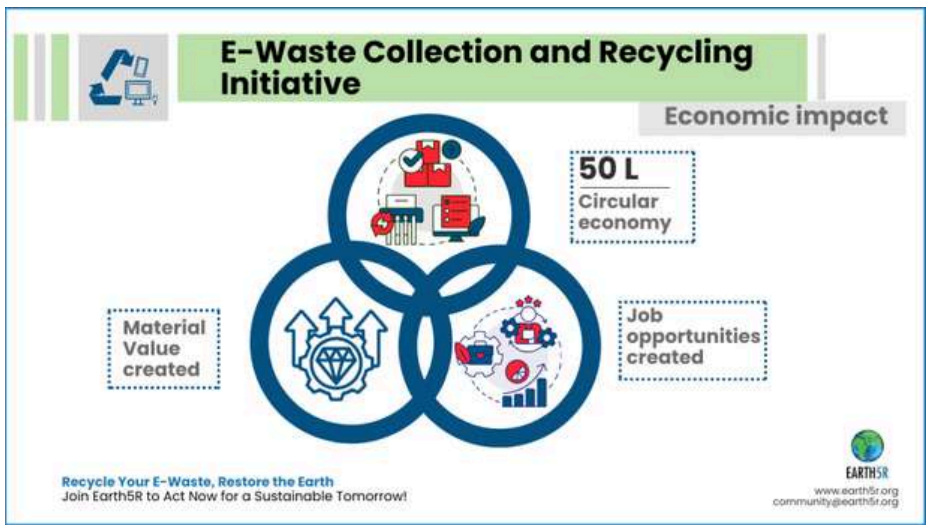 E-Waste Collection and Recycling
Initiative
Economic impact
50 L
Circular
economy
Material
Value
created
Job
opportunities
created
Recycle Your E-Waste, Restore the Earth
Join Earth5R to Act Now for a Sustainable Tomorrow!
EARTH5R
www.earth5r.org
community@earth5r.org